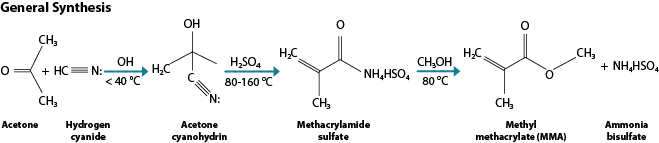 General Synthesis
CH3
O
CH3
+ HC N:
OH
< 40 °C
OH
H3C
C
N:
H2SO4
80-160 °C
O
H2C
NH4HSO4
CH3
CH3OH
80 °C
O
H2C
CH3
O
CH3
+ NH4HSO4
Acetone
Hydrogen
cyanide
Acetone
cyanohydrin
Methacrylamide
sulfate
Methyl
methacrylate (MMA)
Ammonia
bisulfate